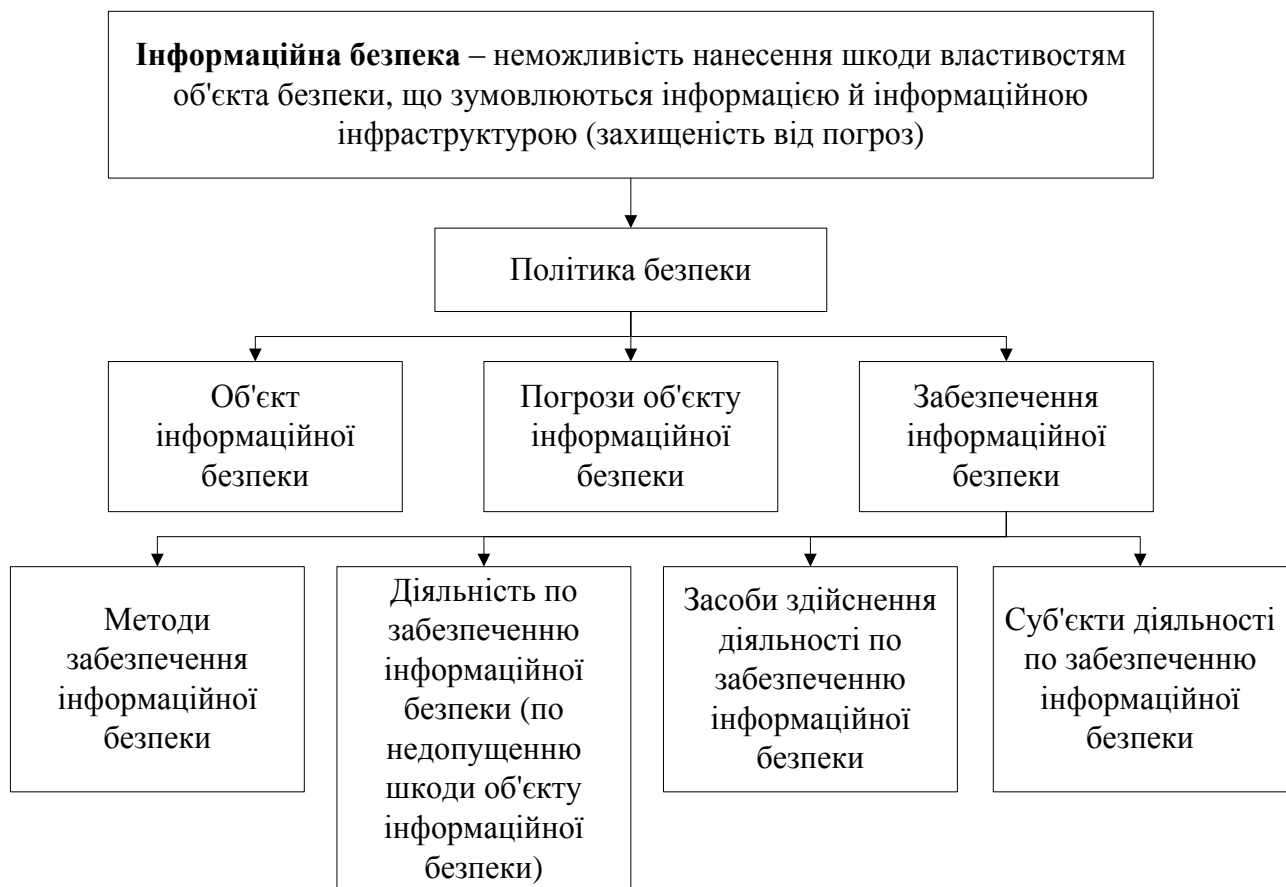 Інформаційна безпека – неможливість нанесення шкоди властивостям
об'єкта безпеки, що зумовлюються інформацією й інформаційною
інфраструктурою (захищеність від погроз)
Політика безпеки
Об'єкт
інформаційної
безпеки
Погрози об'єкту
інформаційної
безпеки
Забезпечення
інформаційної
безпеки
Методи
забезпечення
інформаційної
безпеки
Діяльність по
забезпеченню
інформаційної
безпеки (по
недопущенню
шкоди об'єкту
інформаційної
безпеки)
Засоби здійснення
діяльності по
забезпеченню
інформаційної
безпеки
Суб'єкти діяльності
по забезпеченню
інформаційної
безпеки